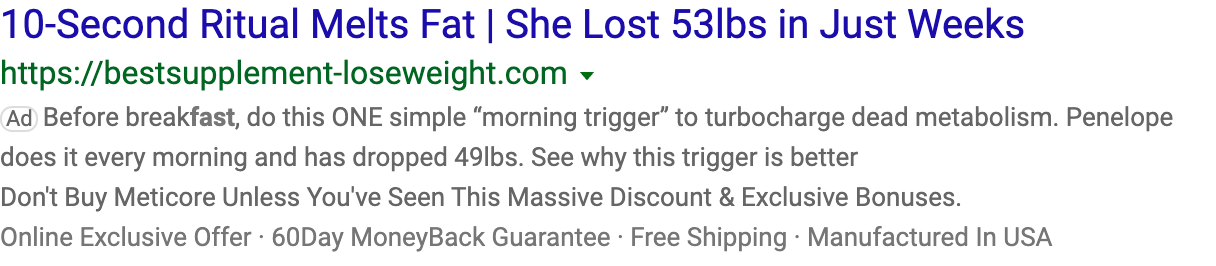 10-Second Ritual Melts Fat | She Lost 53lbs in Just Weeks
https://bestsupplement-loseweight.com
Ad Before breakfast, do this ONE simple “morning trigger” to turbocharge dead metabolism. Penelope
does it every morning and has dropped 49lbs. See why this trigger is better
Don't Buy Meticore Unless You've Seen This Massive Discount & Exclusive Bonuses.
Online Exclusive Offer · 60Day MoneyBack Guarantee · Free Shipping · Manufactured In USA